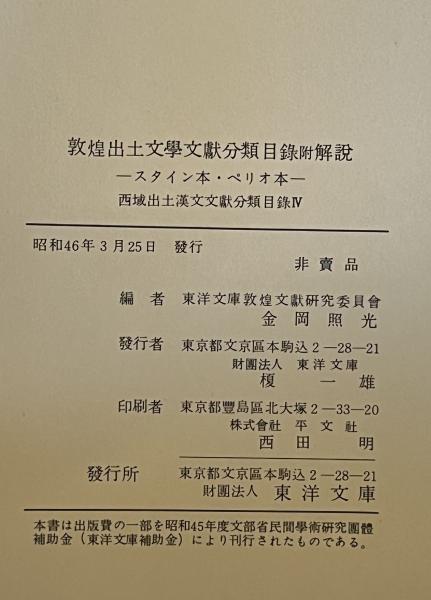 敦煌出土文學文獻分類目錄附解說
―スタイン本・ペリオ本―
西域出土漢文文獻分類目錄Ⅳ
昭和46年3月25日 發行
非賣品
編者 東洋文庫敦煌文獻研究委員會
金岡照光
發行者 東京都文京區本駒込2―28―21
財團法人 東洋文庫
榎一雄
印刷者 東京都豐島區北大塚2―33―20
株式會社 平文社
西田明
發行所 東京都文京區本駒込2―28―21
財團法人 東洋文庫
本書は出版費の一部を昭和45年度文部省民間學術研究團體
補助金（東洋文庫補助金）により刊行されたものである。